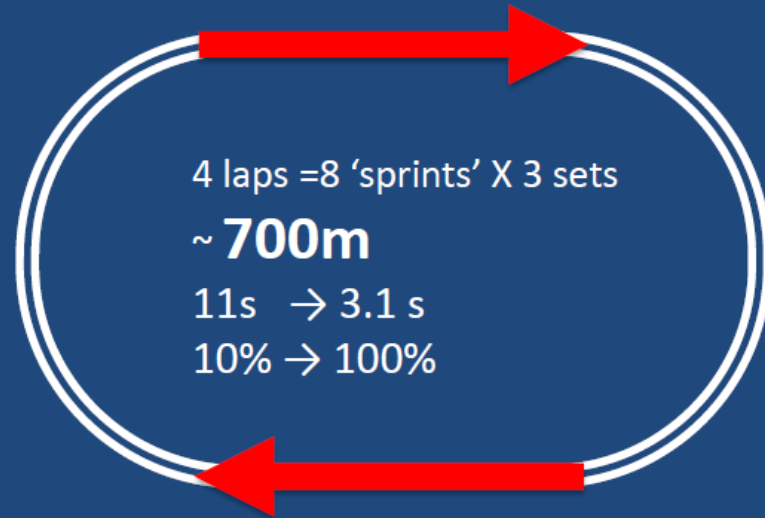 4 laps =8 ‘sprints’ X 3 sets
~ 700m
11s → 3.1 s
10% → 100%